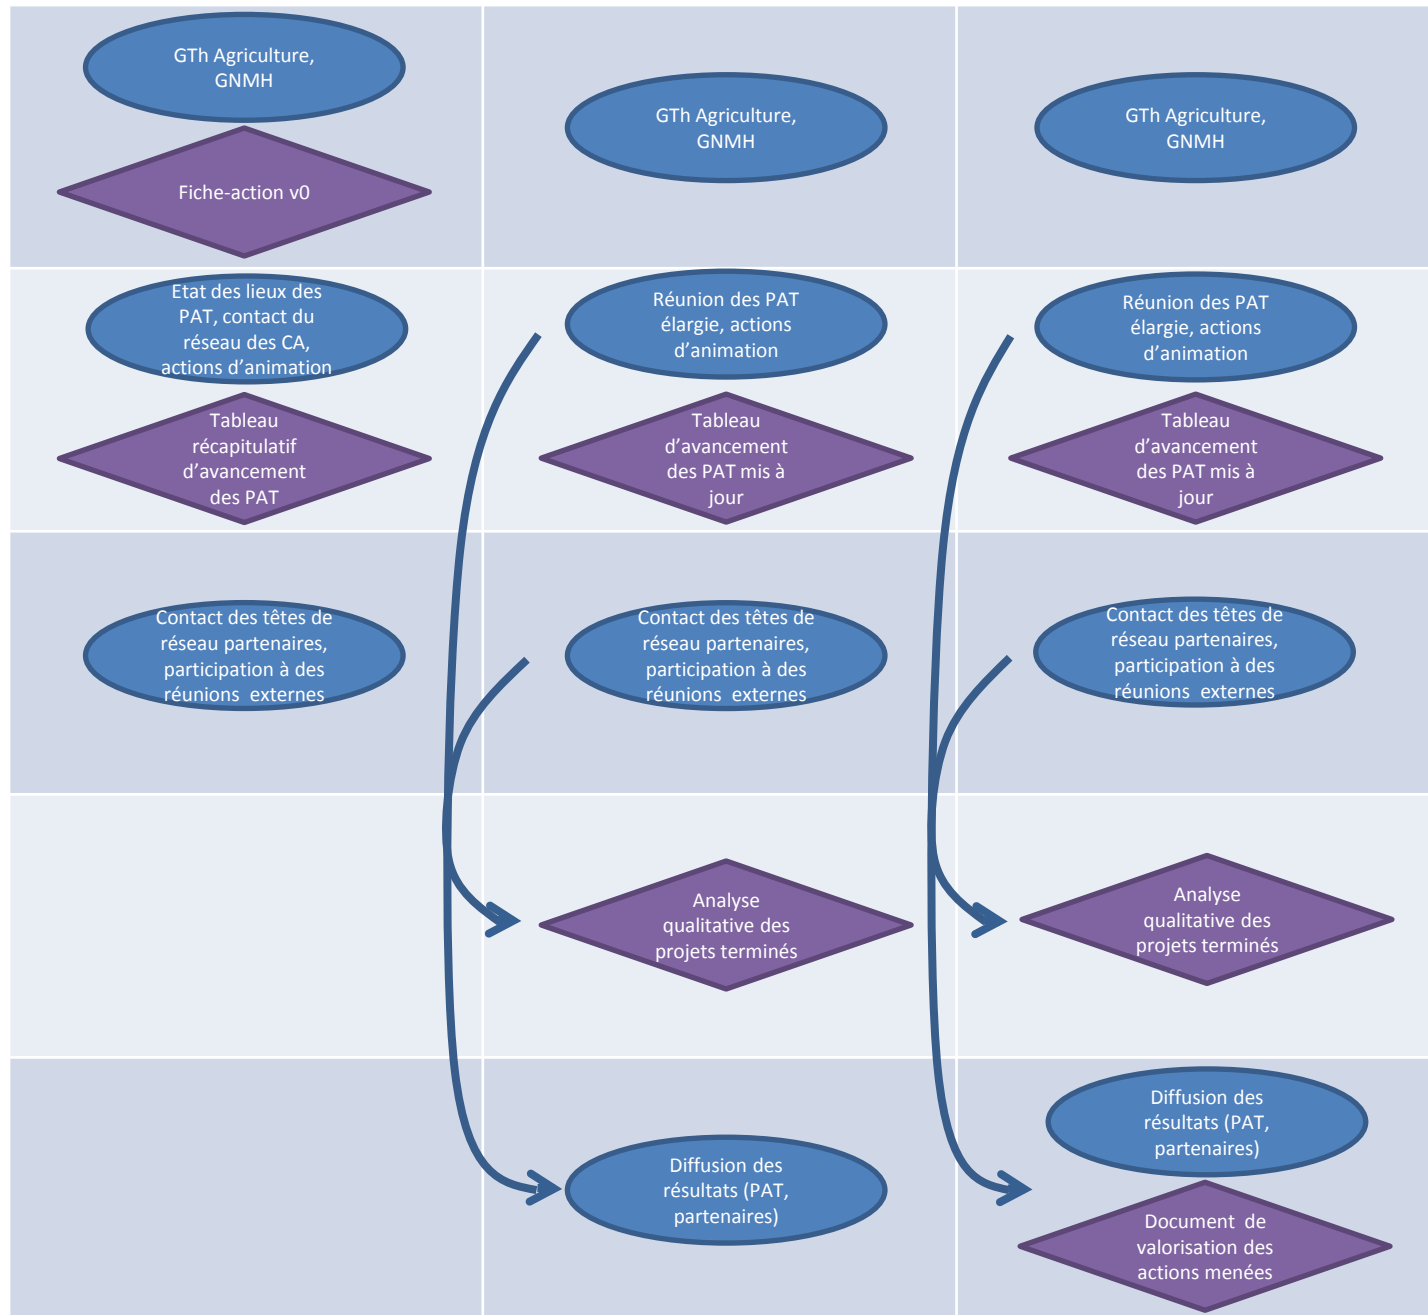 GTh Agriculture,
GNMH
Fiche-action v0
GTh Agriculture,
GNMH
GTh Agriculture,
GNMH
Etat des lieux des
PAT, contact du
réseau des CA,
actions d’animation
Tableau
récapitulatif
d’avancement
des PAT
Réunion des PAT
élargie, actions
d’animation
Tableau
d’avancement
des PAT mis à
jour
Réunion des PAT
élargie, actions
d’animation
Tableau
d’avancement
des PAT mis à
jour
Contact des têtes de
réseau partenaires,
participation à des
réunions  externes
Contact des têtes de
réseau partenaires,
participation à des
réunions  externes
Contact des têtes de
réseau partenaires,
participation à des
réunions  externes
Analyse
qualitative des
projets terminés
Analyse
qualitative des
projets terminés
Diffusion des
résultats (PAT,
partenaires)
Diffusion des
résultats (PAT,
partenaires)
Document  de
valorisation des
actions menées